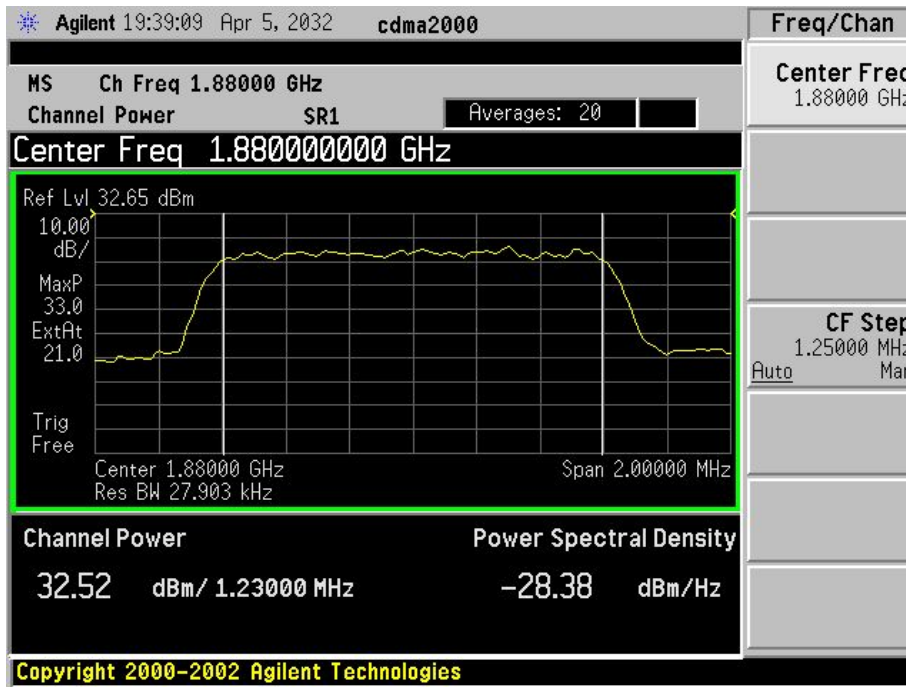 Agilent 19:39:09 Apr 5, 2032 cdma2000 Freq/Chan
MS Ch Freq 1.88000 GHz
Channel Power SR1 Averages: 20
Center Freq 1.880000000 GHz
Center Freq
1.88000 GHz
Ref Lvl 32.65 dBm
10.00
dB/
MaxP
33.0
ExtAt
21.0
Trig
Free
CF Step
1.25000 MHz
Auto Man
Center 1.88000 GHz Span 2.00000 MHz
Res BW 27.903 kHz
Channel Power Power Spectral Density
32.52 dBm/ 1.23000 MHz -28.38 dBm/Hz
Copyright 2000-2002 Agilent Technologies